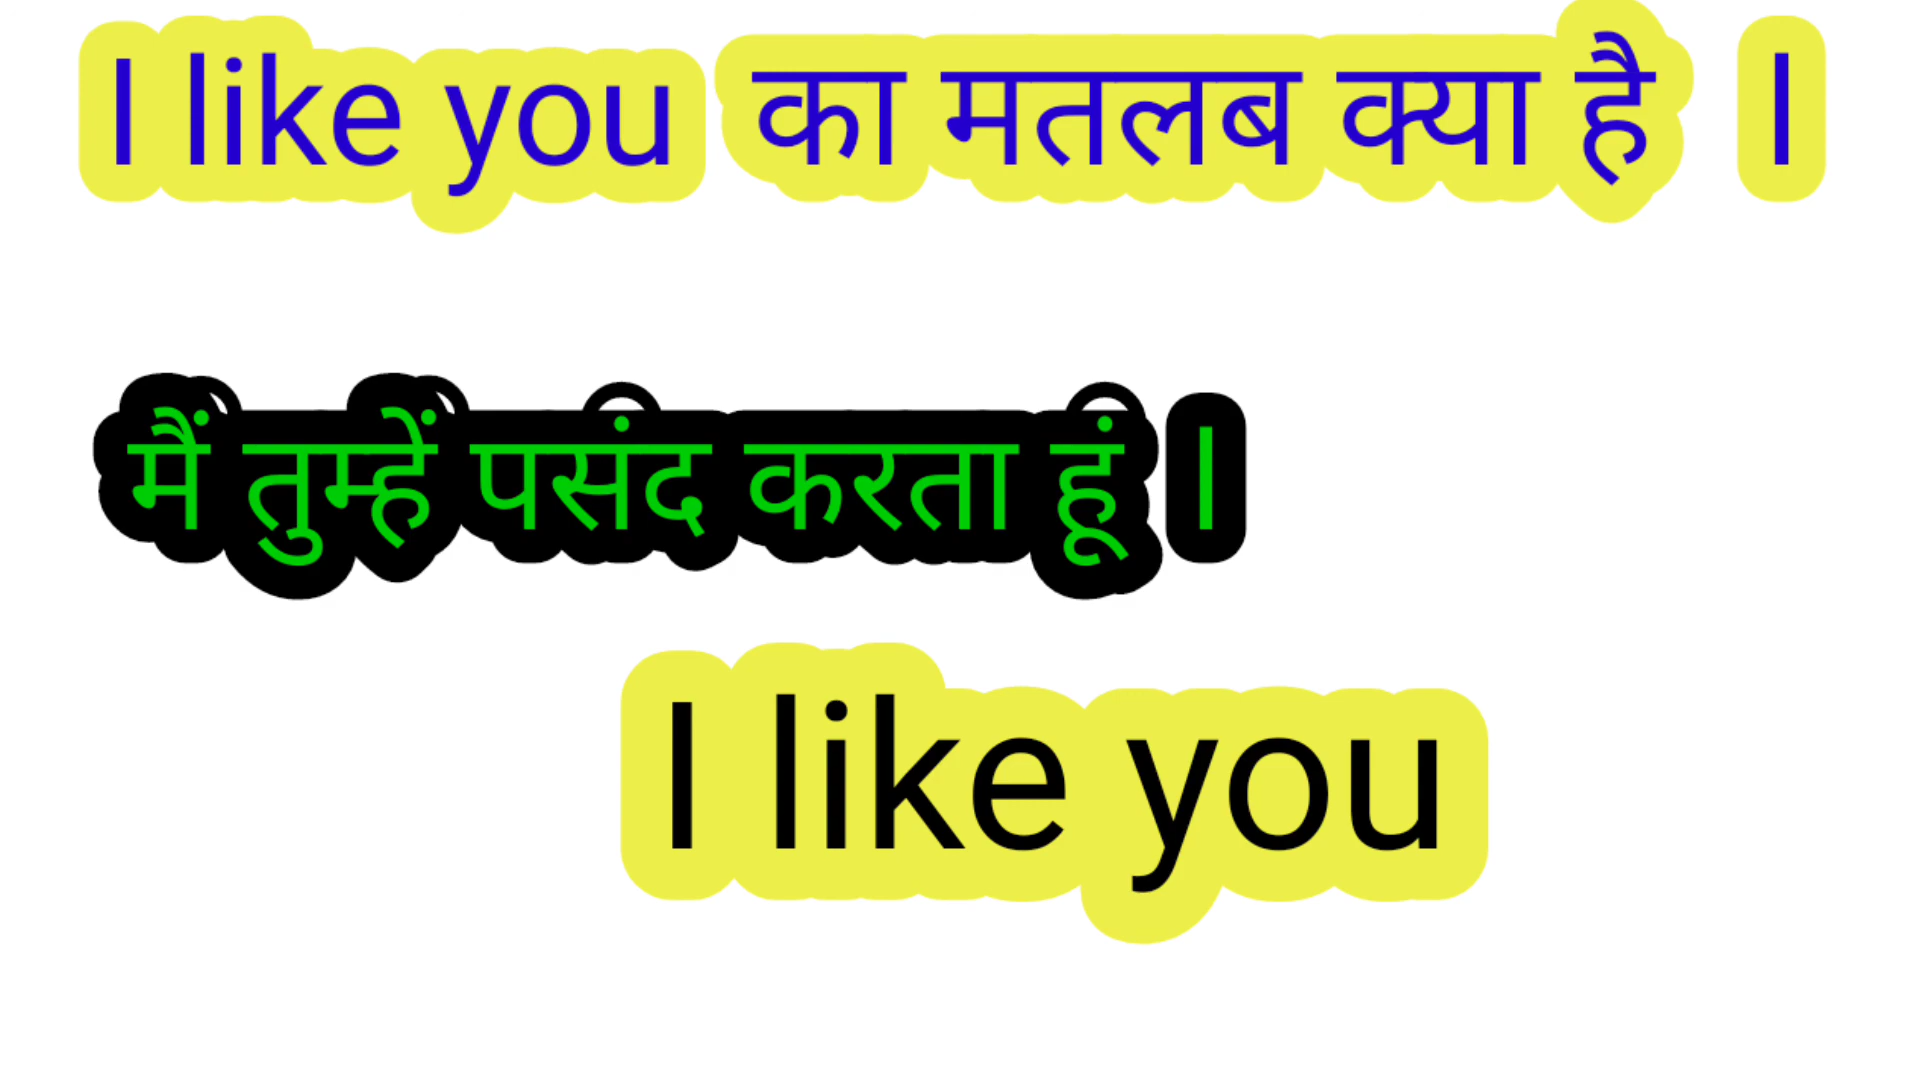 I like you का मतलब क्या है ।
मैं तुम्हें पसंद करता हूं ।
I like you